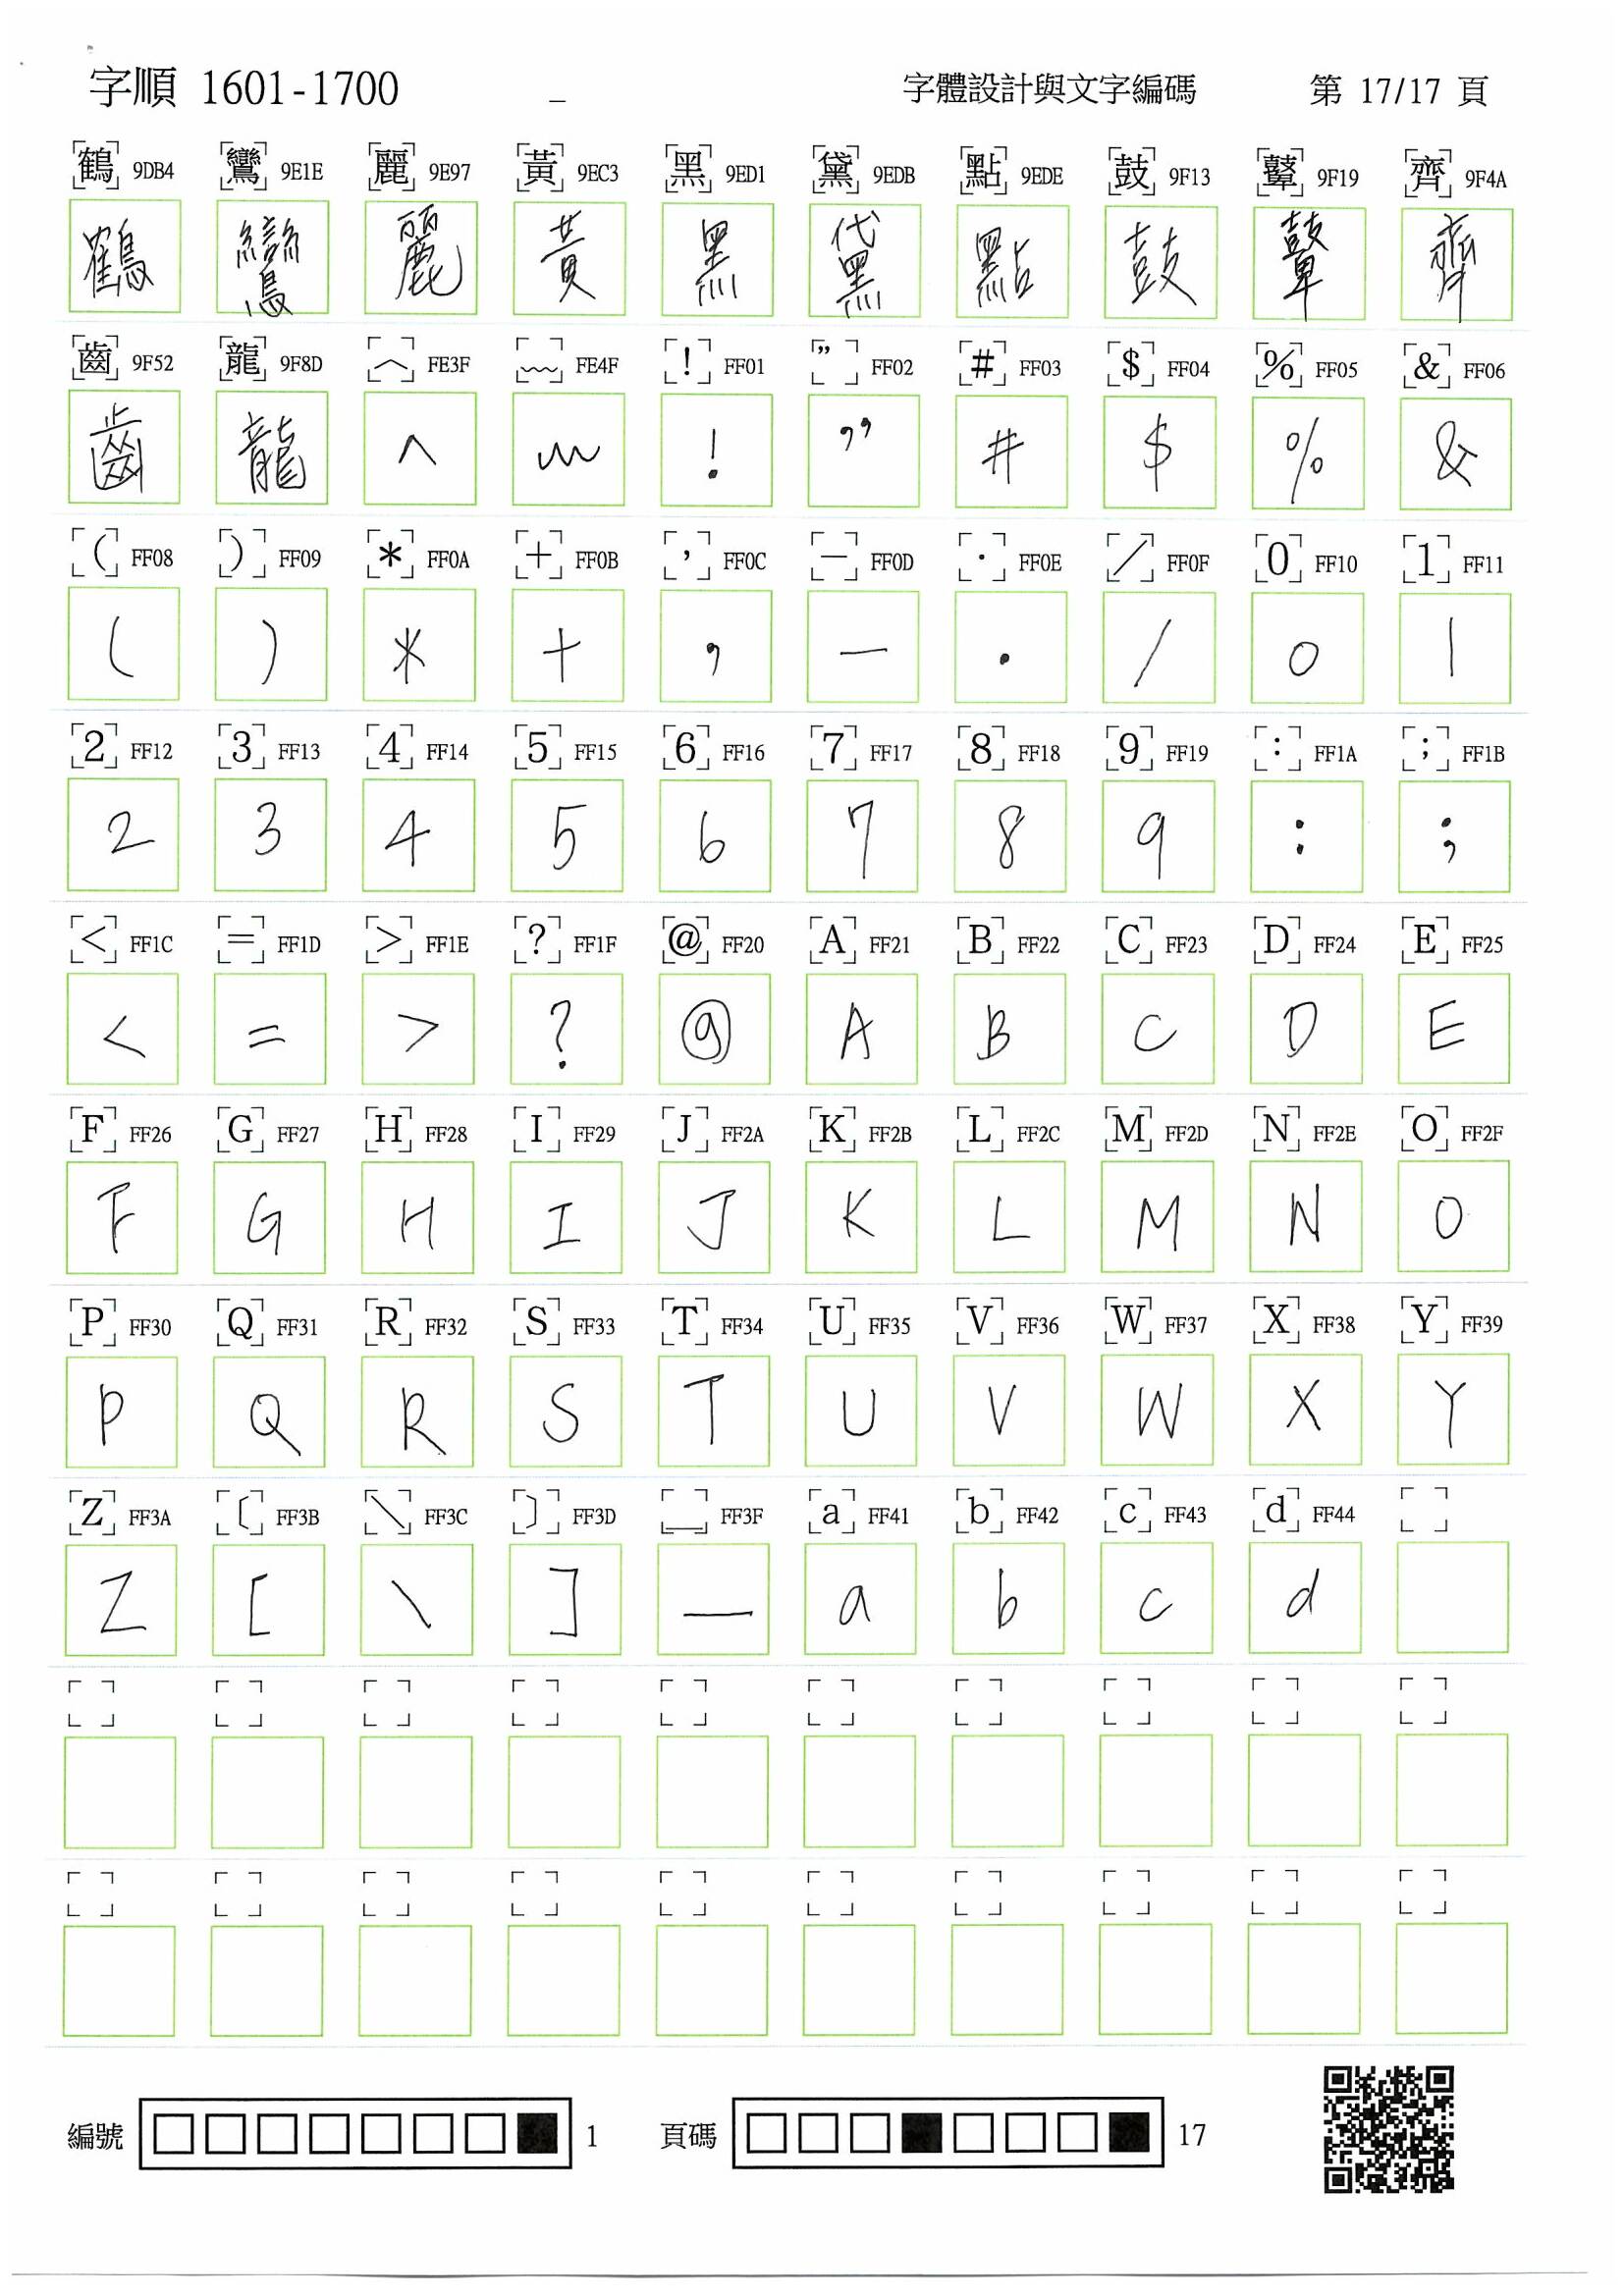 字順 1601-1700 _ 字體設計與文字編碼 第 17/17 頁
鶴 9DB4 鸞 9E1E 麗 9E97 黃 9EC3 黑 9ED1 黛 9EDB 點 9EDE 鼓 9F13 鼙 9F19 齊 9F4A
鶴 鸞 麗 黃 黑 黛 點 鼓 鼙 齊
齒 9F52 龍 9F8D ︿ FE3F ﹏ FE4F ! FF01 ” FF02 # FF03 $ FF04 % FF05 & FF06
齒 龍 ︿ ﹏ ! ” # $ % &
( FF08 ) FF09 * FF0A + FF0B , FF0C - FF0D . FF0E / FF0F 0 FF10 1 FF11
( ) * + , - . / 0 1
2 FF12 3 FF13 4 FF14 5 FF15 6 FF16 7 FF17 8 FF18 9 FF19 : FF1A ; FF1B
2 3 4 5 6 7 8 9 : ;
< FF1C = FF1D > FF1E ? FF1F @ FF20 A FF21 B FF22 C FF23 D FF24 E FF25
< = > ? @ A B C D E
F FF26 G FF27 H FF28 I FF29 J FF2A K FF2B L FF2C M FF2D N FF2E O FF2F
F G H I J K L M N O
P FF30 Q FF31 R FF32 S FF33 T FF34 U FF35 V FF36 W FF37 X FF38 Y FF39
P Q R S T U V W X Y
Z FF3A [ FF3B \ FF3C ] FF3D _ FF3F a FF41 b FF42 c FF43 d FF44
Z [ \ ] _ a b c d
編號 1 頁碼 17